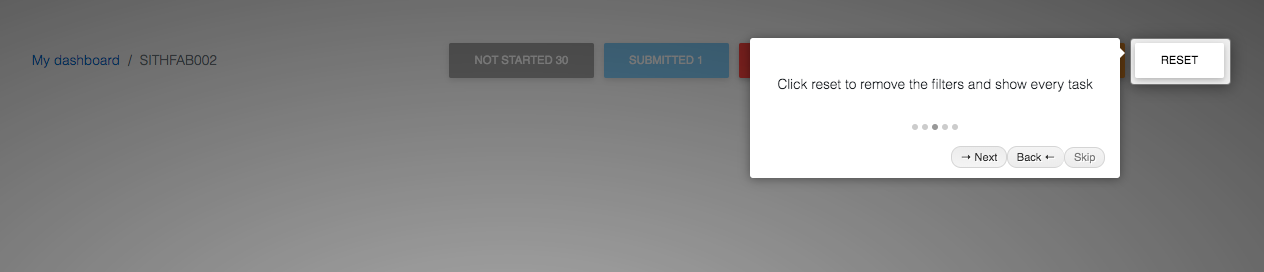 My dashboard / SITHFAB002
NOT STARTED 30
SUBMITTED 1
RESET
Click reset to remove the filters and show every task
→ Next
Back ←
Skip